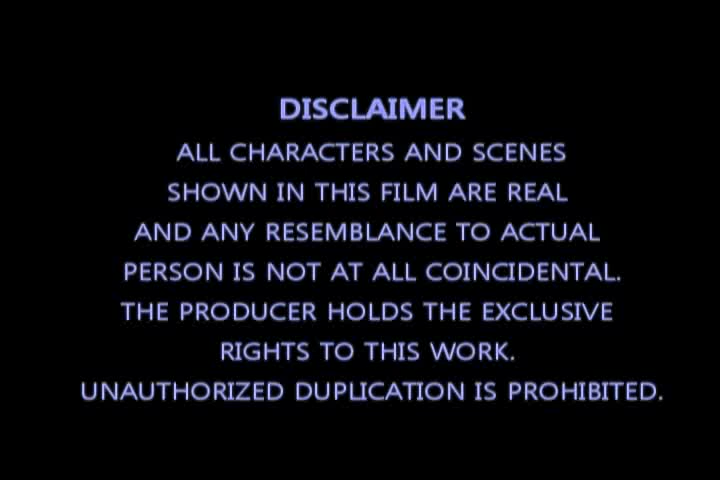 DISCLAIMER
ALL CHARACTERS AND SCENES
SHOWN IN THIS FILM ARE REAL
AND ANY RESEMBLANCE TO ACTUAL
PERSON IS NOT AT ALL COINCIDENTAL.
THE PRODUCER HOLDS THE EXCLUSIVE
RIGHTS TO THIS WORK.
UNAUTHORIZED DUPLICATION IS PROHIBITED.